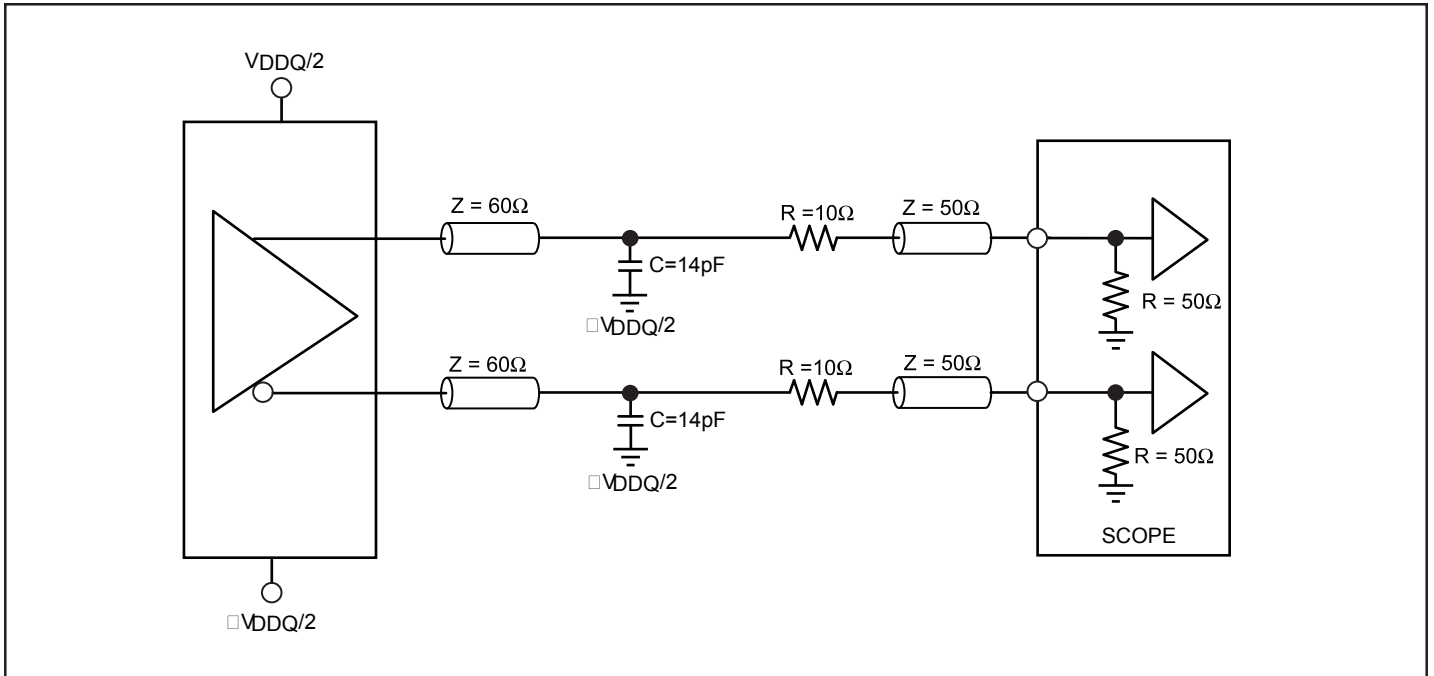 VDDQ/2
Z = 60Ω
R =10Ω
Z = 50Ω
C=14pF
R = 50Ω
□VDDQ/2
Z = 60Ω
R =10Ω
Z = 50Ω
C=14pF
R = 50Ω
□VDDQ/2
SCOPE
□VDDQ/2